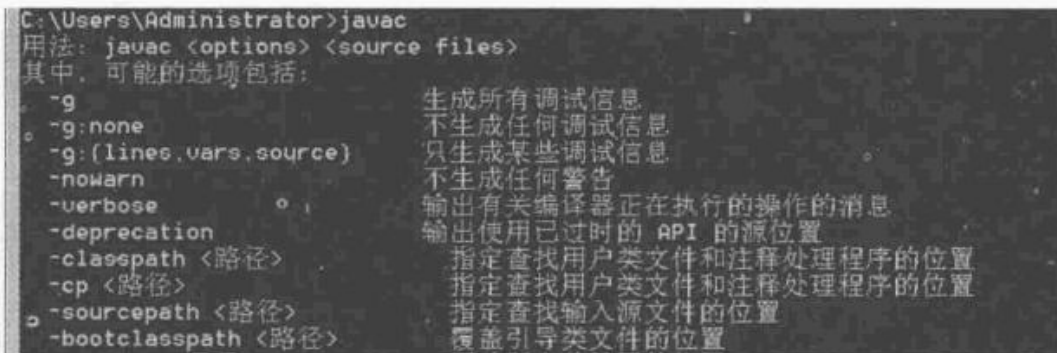 C:\Users\Administrator>javac
用法: javac <options> <source files>
其中, 可能的选项包括:
-g 生成所有调试信息
-g:none 不生成任何调试信息
-g:{lines,vars,source} 只生成某些调试信息
-nowarn 不生成任何警告
-verbose 输出有关编译器正在执行的操作的消息
-deprecation 输出使用已过时的 API 的源位置
-classpath <路径> 指定查找用户类文件和注释处理程序的位置
-cp <路径> 指定查找用户类文件和注释处理程序的位置
-sourcepath <路径> 指定查找输入源文件的位置
-bootclasspath <路径> 覆盖引导类文件的位置